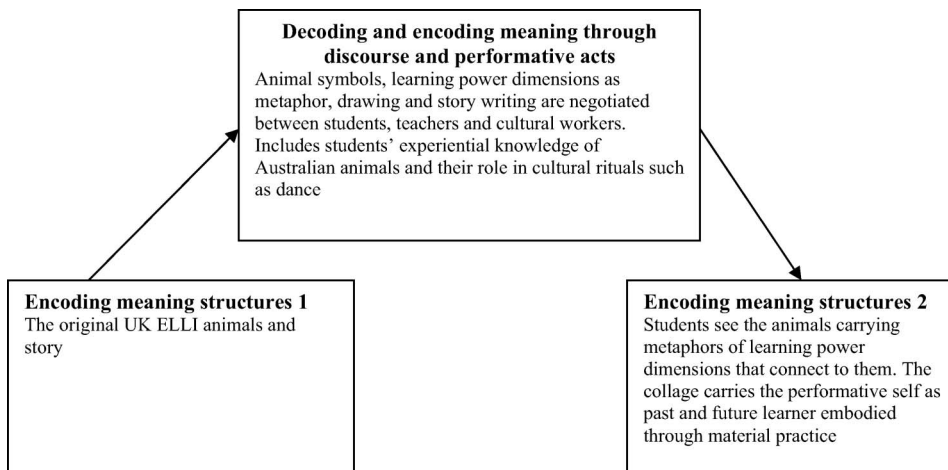 Decoding and encoding meaning through
discourse and performative acts
Animal symbols, learning power dimensions as
metaphor, drawing and story writing are negotiated
between students, teachers and cultural workers.
Includes students’ experiential knowledge of
Australian animals and their role in cultural rituals such
as dance
Encoding meaning structures 1
The original UK ELLI animals and
story
Encoding meaning structures 2
Students see the animals carrying
metaphors of learning power
dimensions that connect to them. The
collage carries the performative self as
past and future learner embodied
through material practice